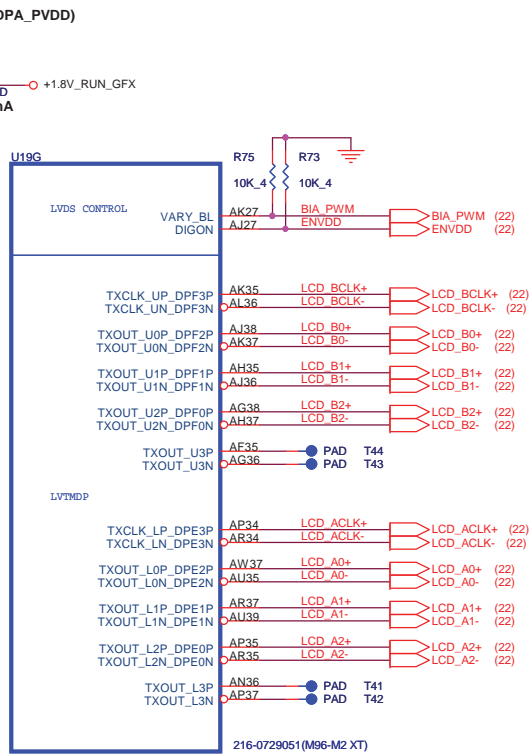 DPA_PVDD)
+1.8V_RUN_GFX
D
nA
U19G
R75 R73
10K_4 10K_4
LVDS CONTROL
VARY_BL AK27 BIA_PWM BIA_PWM (22)
DIGON AJ27 ENVDD ENVDD (22)
TXCLK_UP_DPF3P AK35 LCD_BCLK+ LCD_BCLK+ (22)
TXCLK_UN_DPF3N AL36 LCD_BCLK- LCD_BCLK- (22)
TXOUT_U0P_DPF2P AJ38 LCD_B0+ LCD_B0+ (22)
TXOUT_U0N_DPF2N AK37 LCD_B0- LCD_B0- (22)
TXOUT_U1P_DPF1P AH35 LCD_B1+ LCD_B1+ (22)
TXOUT_U1N_DPF1N AJ36 LCD_B1- LCD_B1- (22)
TXOUT_U2P_DPF0P AG38 LCD_B2+ LCD_B2+ (22)
TXOUT_U2N_DPF0N AH37 LCD_B2- LCD_B2- (22)
TXOUT_U3P AF35 PAD T44
TXOUT_U3N AG36 PAD T43
LVTMDP
TXCLK_LP_DPE3P AP34 LCD_ACLK+ LCD_ACLK+ (22)
TXCLK_LN_DPE3N AR34 LCD_ACLK- LCD_ACLK- (22)
TXOUT_L0P_DPE2P AW37 LCD_A0+ LCD_A0+ (22)
TXOUT_L0N_DPE2N AU35 LCD_A0- LCD_A0- (22)
TXOUT_L1P_DPE1P AR37 LCD_A1+ LCD_A1+ (22)
TXOUT_L1N_DPE1N AU39 LCD_A1- LCD_A1- (22)
TXOUT_L2P_DPE0P AP35 LCD_A2+ LCD_A2+ (22)
TXOUT_L2N_DPE0N AR35 LCD_A2- LCD_A2- (22)
TXOUT_L3P AN36 PAD T41
TXOUT_L3N AP37 PAD T42
216-0729051(M96-M2 XT)